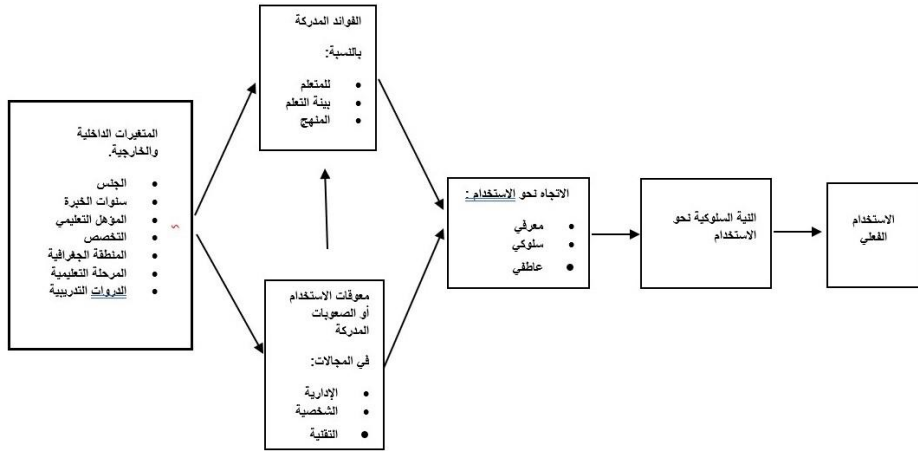 المتغيرات الداخلية
والخارجية.
الجنس
سنوات الخبرة
المؤهل التعليمي
التخصص
المنطقة الجغرافية
المرحلة التعليمية
الدروات التدريبية
الفوائد المدركة
بالنسبة:
للمتعلم
بيئة التعلم
المنهج
معوقات الاستخدام
أو الصعوبات
المدركة
في المجالات:
الإدارية
الشخصية
التقنية
الاتجاه نحو الاستخدام :
معرفي
سلوكي
عاطفي
النية السلوكية نحو
الاستخدام
الاستخدام
الفعلي